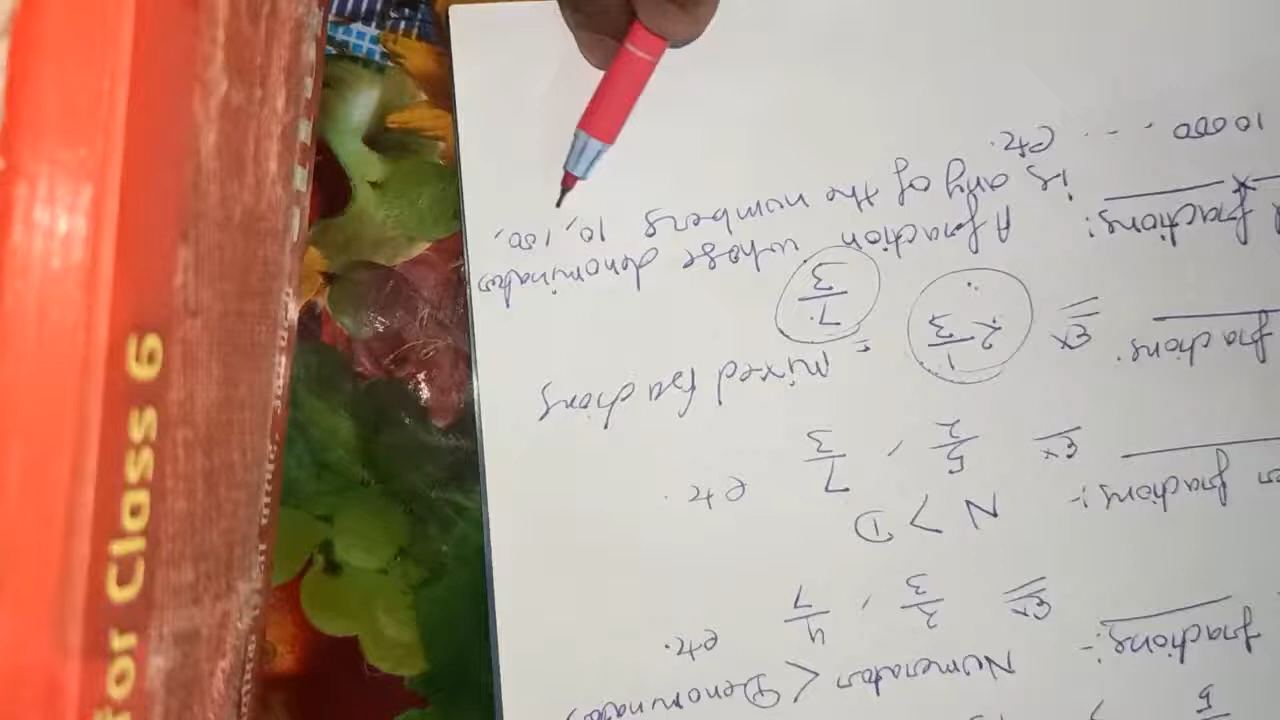 for Class 6
fractions :- Numerator < Denominator
Ex 2/3 , 4/7 etc.
fractions :- N > D
Ex 5/2 , 7/3 etc.
mixed fractions
fractions. Ex 2 1/3 = 7/3
fractions: A fraction whose denominator
is any of the numbers 10, 100,
10000 ... etc.